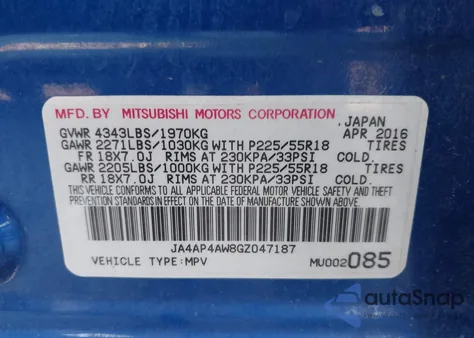 MFD. BY MITSUBISHI MOTORS CORPORATION
JAPAN
GVWR 4343LBS/1970KG APR 2016
GAWR 2271LBS/1030KG WITH P225/55R18 TIRES
FR 18X7.0J RIMS AT 230KPA/33PSI COLD.
GAWR 2205LBS/1000KG WITH P225/55R18 TIRES
RR 18X7.0J RIMS AT 230KPA/33PSI COLD.
THIS VEHICLE CONFORMS TO ALL APPLICABLE FEDERAL MOTOR VEHICLE SAFETY AND THEFT
PREVENTION STANDARDS IN EFFECT ON THE DATE OF MANUFACTURE SHOWN ABOVE.
JA4AP4AW8GZ047187
VEHICLE TYPE:MPV MU002085
autoSnap